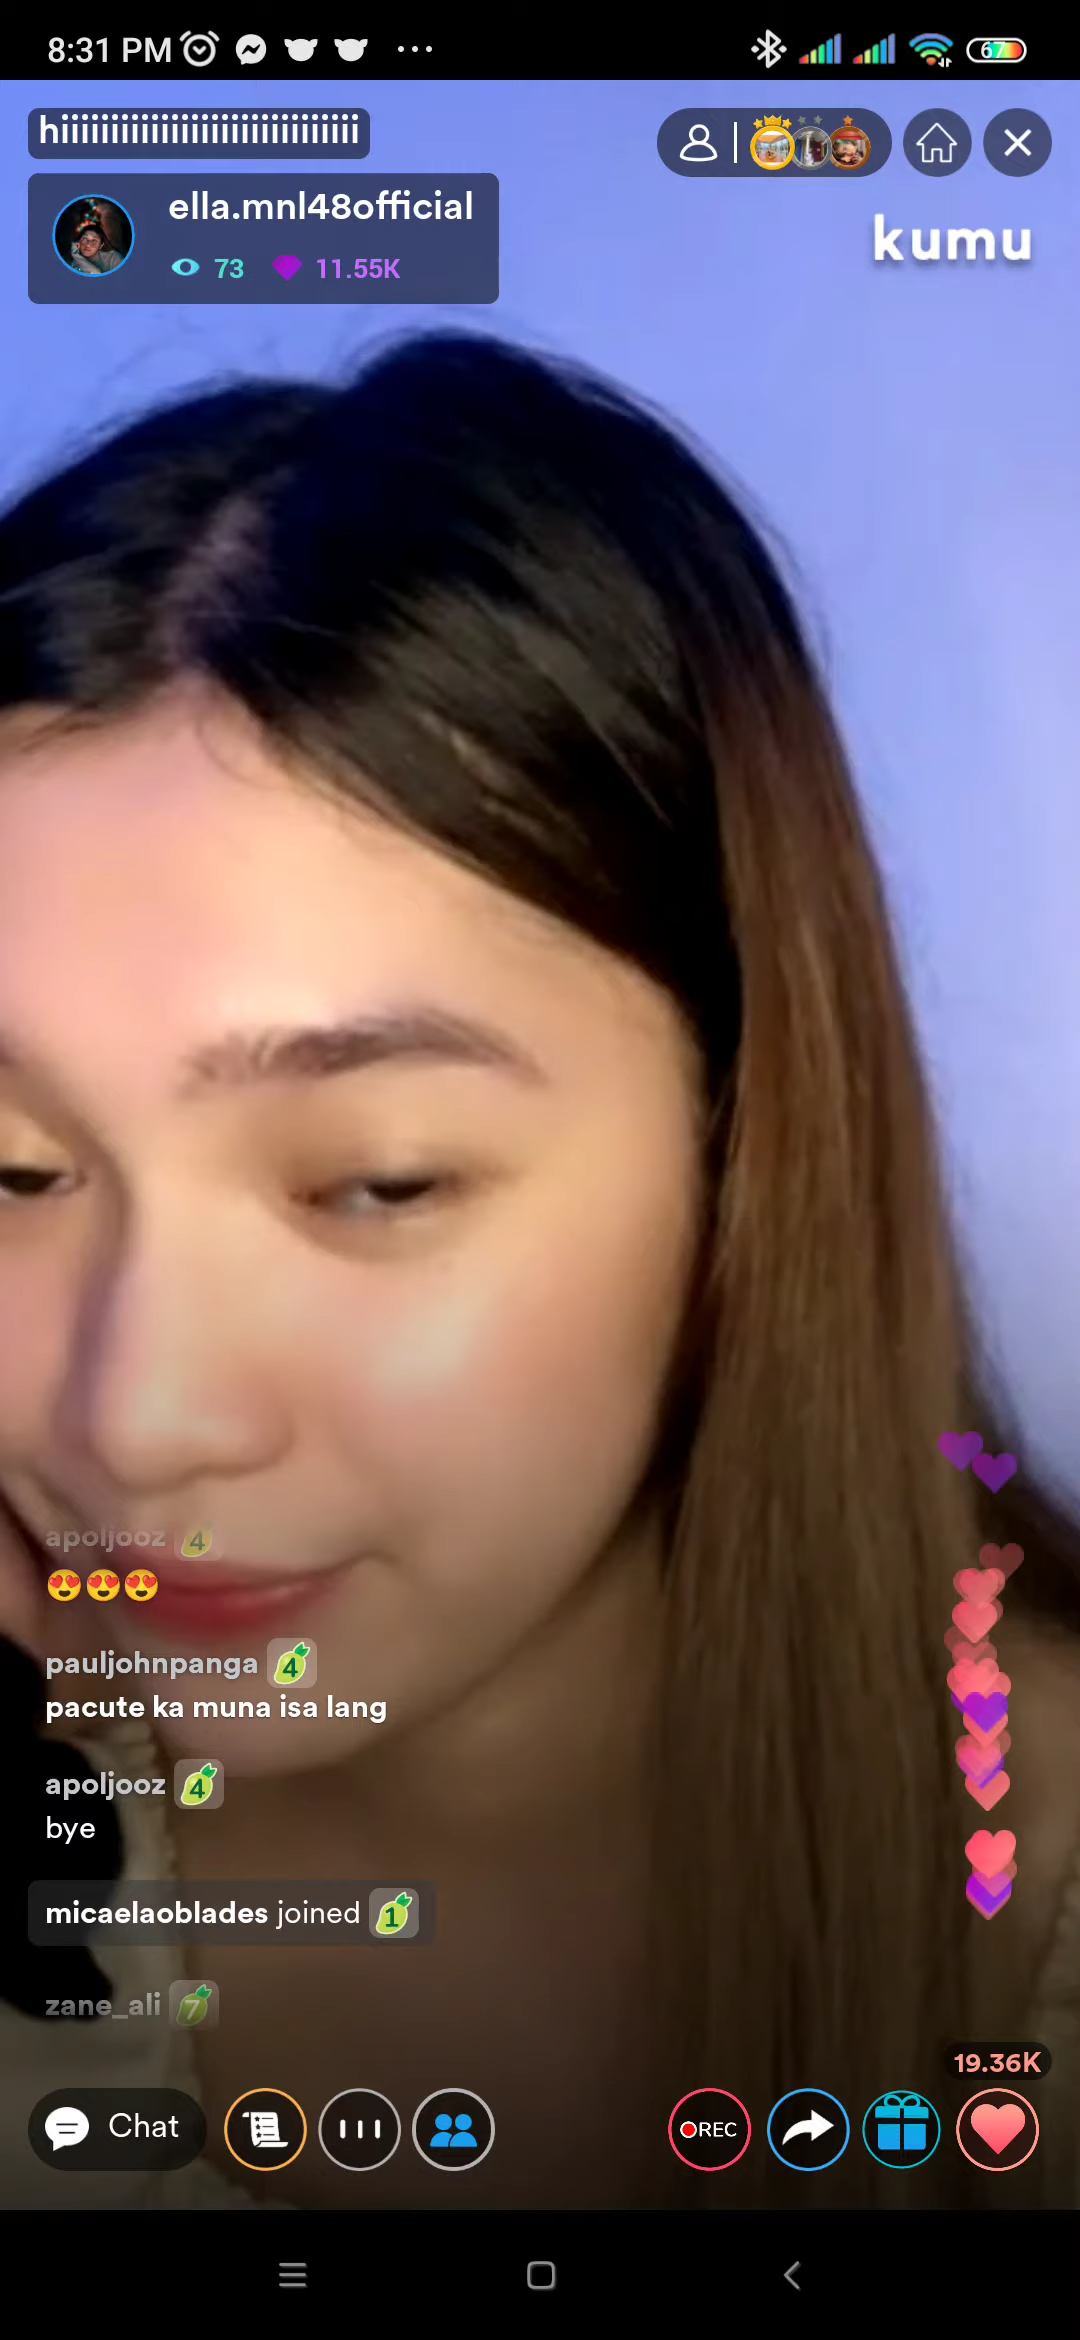 8:31 PM
67
hiiiiiiiiiiiiiiiiiiiiiiiiiiiiii
ella.mnl48official
73 11.55K
kumu
apoljooz 4
😍😍😍
pauljohnpanga 4
pacute ka muna isa lang
apoljooz 4
bye
micaelaoblades joined 1
zane_ali 7
19.36K
Chat
REC